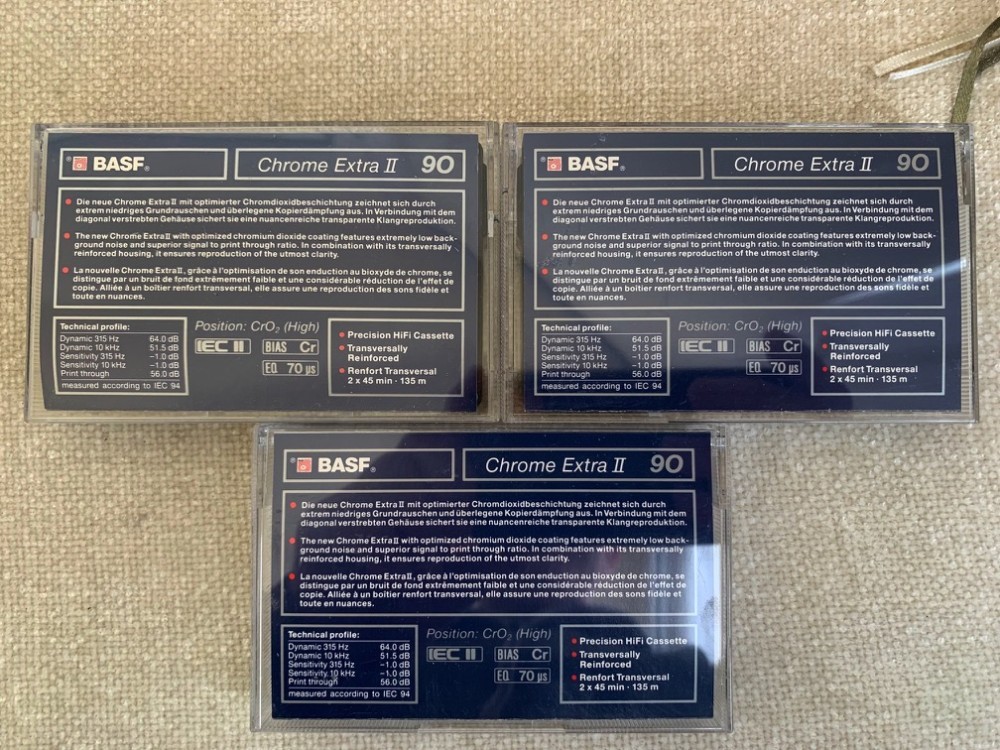 BASF®
Chrome Extra II 90
Die neue Chrome Extra II mit optimierter Chromdioxidbeschichtung zeichnet sich durch
extrem niedriges Grundrauschen und überlegene Kopierdämpfung aus. In Verbindung mit dem
diagonal verstrebten Gehäuse sichert sie eine nuancenreiche transparente Klangreproduktion.
The new Chrome Extra II with optimized chromium dioxide coating features extremely low back-
ground noise and superior signal to print through ratio. In combination with its transversally
reinforced housing, it ensures reproduction of the utmost clarity.
La nouvelle Chrome Extra II, grâce à l'optimisation de son enduction au bioxyde de chrome, se
distingue par un bruit de fond extrêmement faible et une considérable réduction de l'effet de
copie. Alliée à un boîtier renfort transversal, elle assure une reproduction des sons fidèle et
toute en nuances.
Technical profile:
Dynamic 315 Hz 64.0 dB
Dynamic 10 kHz 51.5 dB
Sensitivity 315 Hz -1.0 dB
Sensitivity 10 kHz -1.0 dB
Print through 56.0 dB
measured according to IEC 94
Position: CrO₂ (High)
IEC II BIAS Cr
EQ 70 µs
Precision HiFi Cassette
Transversally
Reinforced
Renfort Transversal
2 x 45 min · 135 m
BASF®
Chrome Extra II 90
Die neue Chrome Extra II mit optimierter Chromdioxidbeschichtung zeichnet sich durch
extrem niedriges Grundrauschen und überlegene Kopierdämpfung aus. In Verbindung mit dem
diagonal verstrebten Gehäuse sichert sie eine nuancenreiche transparente Klangreproduktion.
The new Chrome Extra II with optimized chromium dioxide coating features extremely low back-
ground noise and superior signal to print through ratio. In combination with its transversally
reinforced housing, it ensures reproduction of the utmost clarity.
La nouvelle Chrome Extra II, grâce à l'optimisation de son enduction au bioxyde de chrome, se
distingue par un bruit de fond extrêmement faible et une considérable réduction de l'effet de
copie. Alliée à un boîtier renfort transversal, elle assure une reproduction des sons fidèle et
toute en nuances.
Technical profile:
Dynamic 315 Hz 64.0 dB
Dynamic 10 kHz 51.5 dB
Sensitivity 315 Hz -1.0 dB
Sensitivity 10 kHz -1.0 dB
Print through 56.0 dB
measured according to IEC 94
Position: CrO₂ (High)
IEC II BIAS Cr
EQ 70 µs
Precision HiFi Cassette
Transversally
Reinforced
Renfort Transversal
2 x 45 min · 135 m
BASF®
Chrome Extra II 90
Die neue Chrome Extra II mit optimierter Chromdioxidbeschichtung zeichnet sich durch
extrem niedriges Grundrauschen und überlegene Kopierdämpfung aus. In Verbindung mit dem
diagonal verstrebten Gehäuse sichert sie eine nuancenreiche transparente Klangreproduktion.
The new Chrome Extra II with optimized chromium dioxide coating features extremely low back-
ground noise and superior signal to print through ratio. In combination with its transversally
reinforced housing, it ensures reproduction of the utmost clarity.
La nouvelle Chrome Extra II, grâce à l'optimisation de son enduction au bioxyde de chrome, se
distingue par un bruit de fond extrêmement faible et une considérable réduction de l'effet de
copie. Alliée à un boîtier renfort transversal, elle assure une reproduction des sons fidèle et
toute en nuances.
Technical profile:
Dynamic 315 Hz 64.0 dB
Dynamic 10 kHz 51.5 dB
Sensitivity 315 Hz -1.0 dB
Sensitivity 10 kHz -1.0 dB
Print through 56.0 dB
measured according to IEC 94
Position: CrO₂ (High)
IEC II BIAS Cr
EQ 70 µs
Precision HiFi Cassette
Transversally
Reinforced
Renfort Transversal
2 x 45 min · 135 m